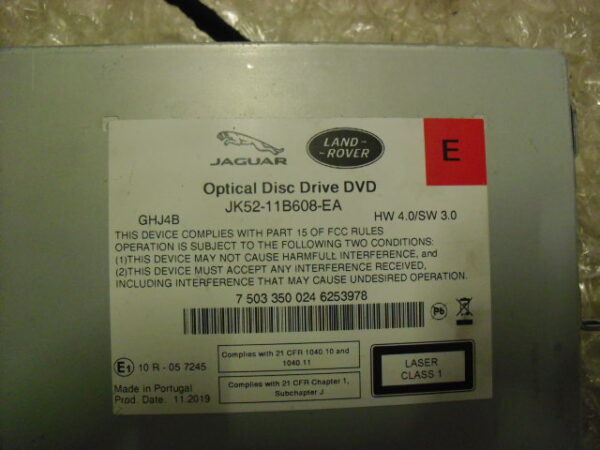 JAGUAR
LAND-
-ROVER
E
Optical Disc Drive DVD
JK52-11B608-EA
GHJ4B
HW 4.0/SW 3.0
THIS DEVICE COMPLIES WITH PART 15 OF FCC RULES
OPERATION IS SUBJECT TO THE FOLLOWING TWO CONDITIONS:
(1)THIS DEVICE MAY NOT CAUSE HARMFULL INTERFERENCE, and
(2)THIS DEVICE MUST ACCEPT ANY INTERFERENCE RECEIVED,
INCLUDING INTERFERENCE THAT MAY CAUSE UNDESIRED OPERATION.
7 503 350 024 6253978
Pb
E1 10 R - 05 7245
Complies with 21 CFR 1040.10 and
1040.11
LASER
CLASS 1
Made in Portugal
Prod. Date. 11.2019
Complies with 21 CFR Chapter 1,
Subchapter J